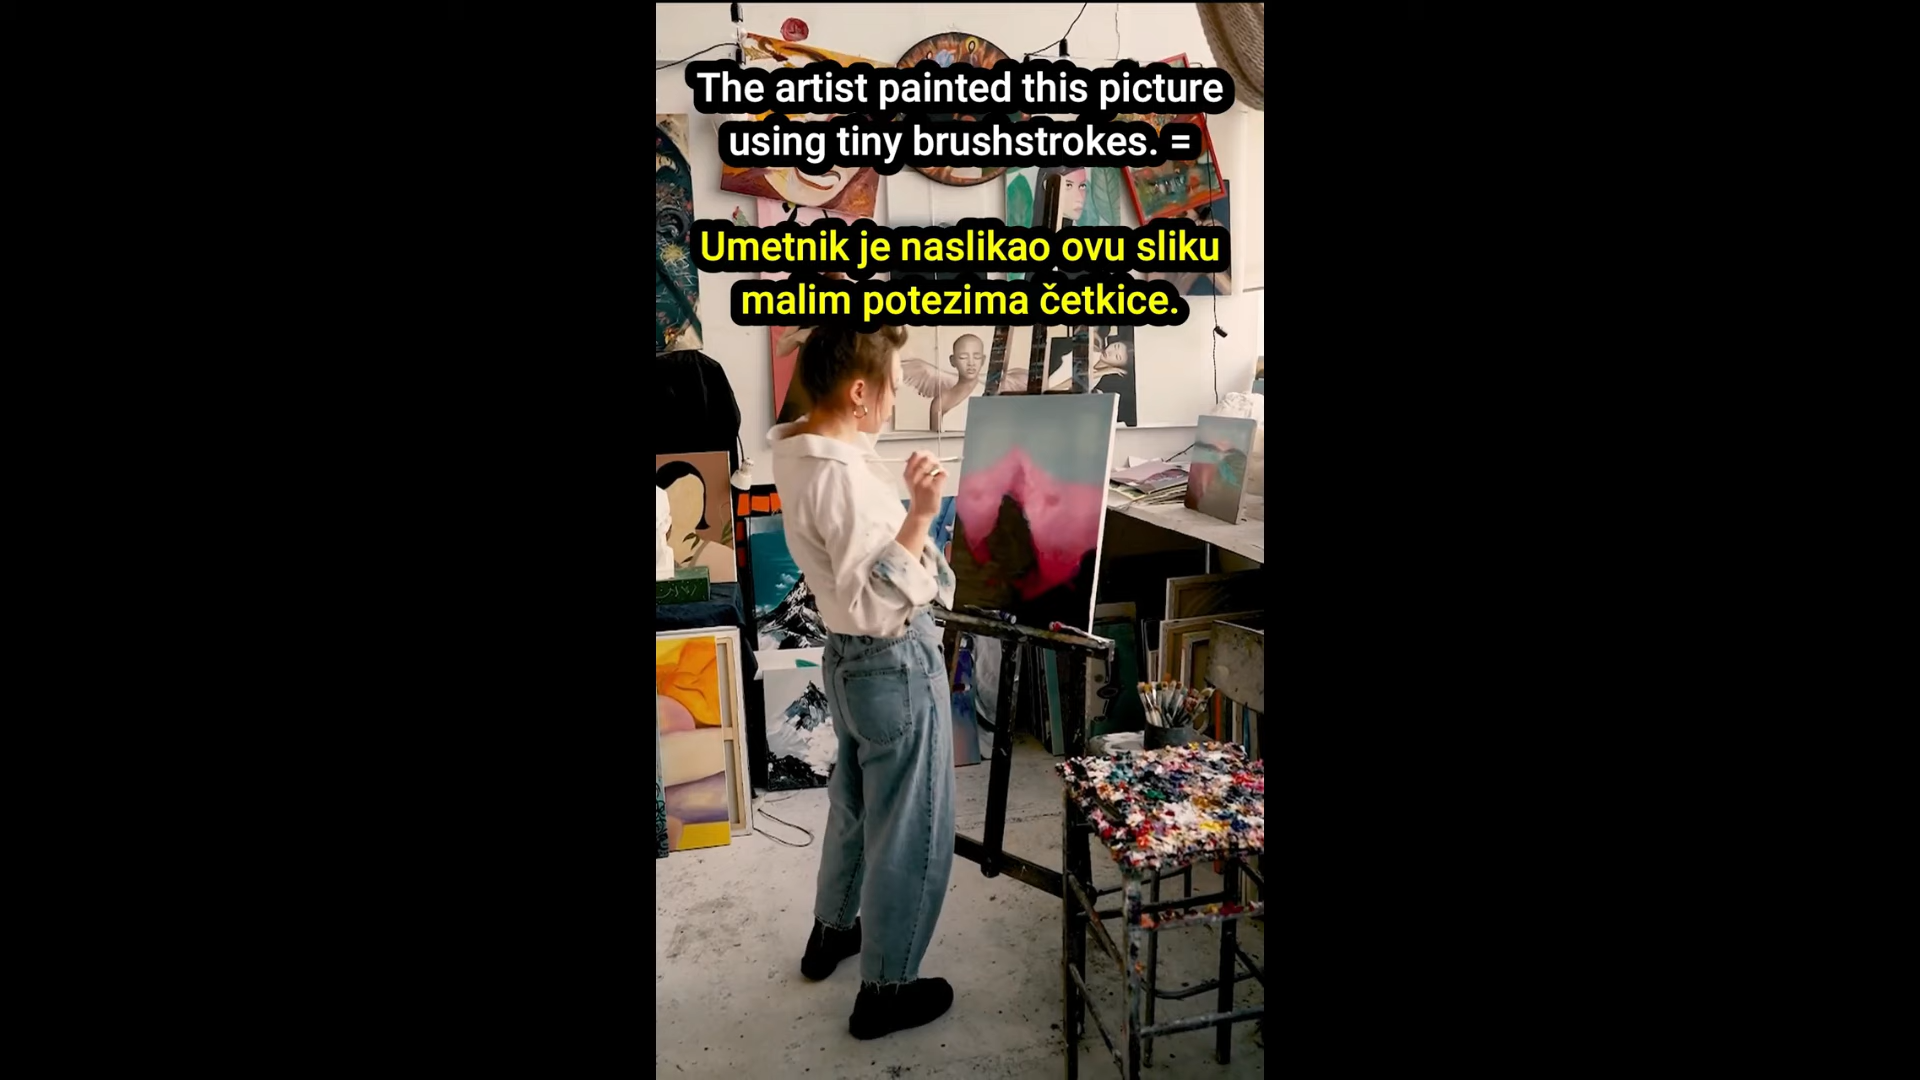 The artist painted this picture
using tiny brushstrokes. =
Umetnik je naslikao ovu sliku
malim potezima četkice.